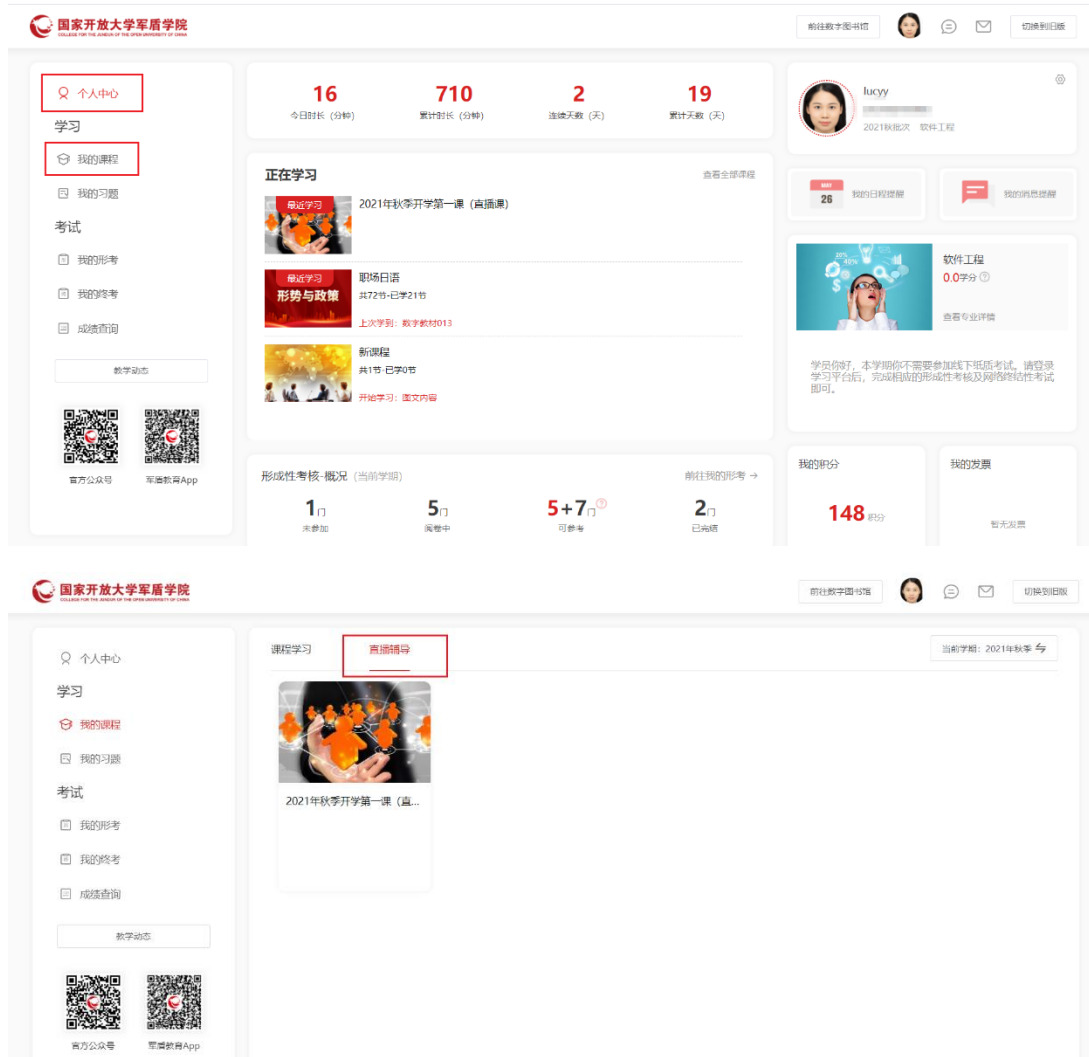 国家开放大学军盾学院
COLLEGE FOR THE JUNDUN OF THE OPEN UNIVERSITY OF CHINA
前往数字图书馆
切换到旧版
个人中心
学习
我的课程
我的习题
考试
我的形考
我的终考
成绩查询
教学动态
官方公众号
军盾教育App
16
今日时长（分钟）
710
累计时长（分钟）
2
连续天数（天）
19
累计天数（天）
正在学习
查看全部课程
最近学习
2021年秋季开学第一课（直播课）
最近学习
形势与政策
职场日语
共72节-已学21节
上次学到：数字教材013
新课程
共1节-已学0节
开始学习：图文内容
形成性考核-概况（当前学期）
前往我的形考 →
1门
未参加
5门
阅卷中
5+7门
可参考
2门
已完结
lucyy
2021秋批次 软件工程
26
我的日程提醒
我的消息提醒
软件工程
0.0学分
查看专业详情
学员你好，本学期你不需要参加线下纸质考试。请登录
学习平台后，完成相应的形成性考核及网络终结性考试
即可。
我的积分
148 积分
我的发票
暂无发票
国家开放大学军盾学院
COLLEGE FOR THE JUNDUN OF THE OPEN UNIVERSITY OF CHINA
前往数字图书馆
切换到旧版
个人中心
学习
我的课程
我的习题
考试
我的形考
我的终考
成绩查询
教学动态
官方公众号
军盾教育App
课程学习
直播辅导
当前学期：2021年秋季
2021年秋季开学第一课（直...